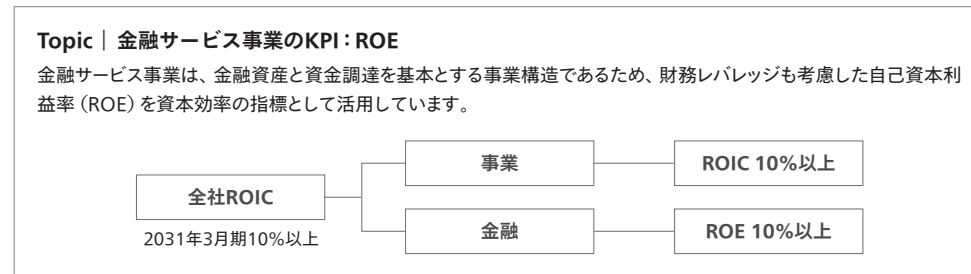 Topic｜金融サービス事業のKPI：ROE
金融サービス事業は、金融資産と資金調達を基本とする事業構造であるため、財務レバレッジも考慮した自己資本利
益率（ROE）を資本効率の指標として活用しています。
事業
ROIC 10%以上
全社ROIC
2031年3月期10%以上
金融
ROE 10%以上